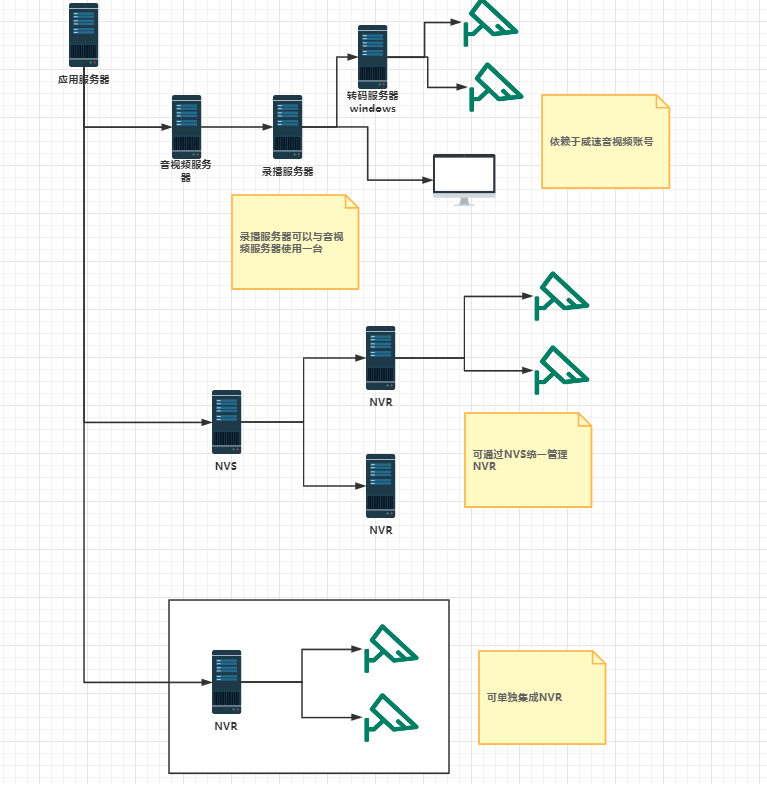 应用服务器
转码服务器
windows
依赖于威速音视频账号
音视频服务
器
录播服务器
录播服务器可以与音视
频服务器使用一台
NVR
可通过NVS统一管理
NVR
NVS
NVR
可单独集成NVR
NVR